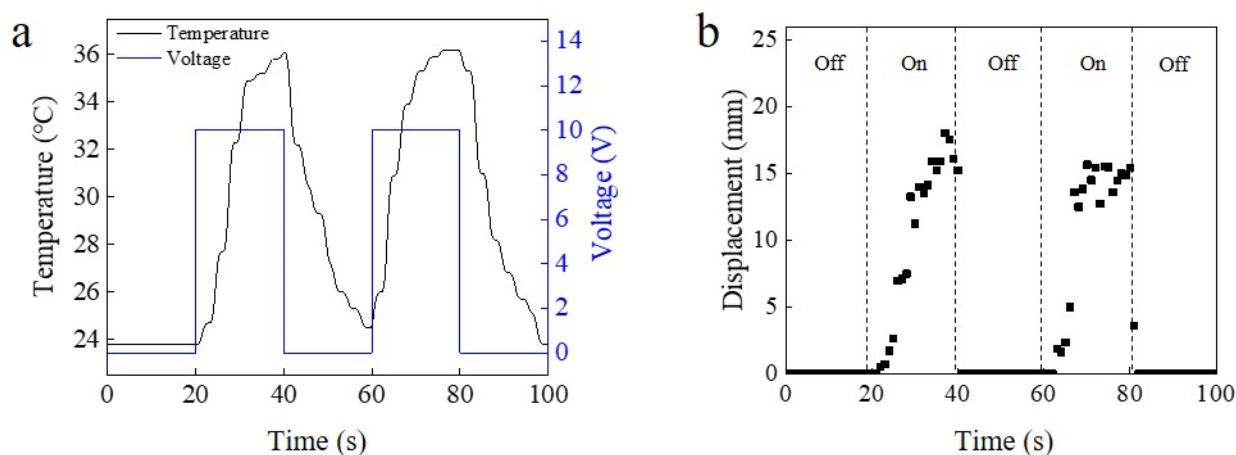 a
Temperature
Voltage
Temperature (°C)
36
34
32
30
28
26
24
14
12
10
8
6
4
2
0
Voltage (V)
0 20 40 60 80 100
Time (s)
b
Off On Off On Off
Displacement (mm)
25
20
15
10
5
0
0 20 40 60 80 100
Time (s)